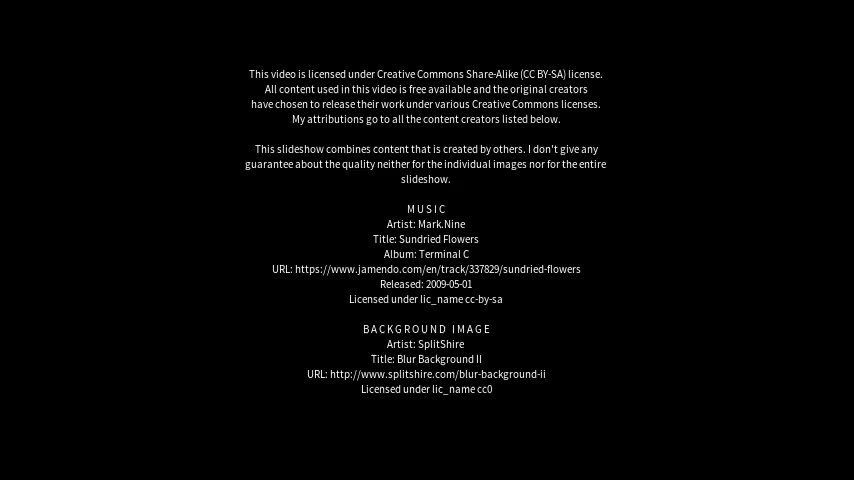 This video is licensed under Creative Commons Share-Alike (CC BY-SA) license.
All content used in this video is free available and the original creators
have chosen to release their work under various Creative Commons licenses.
My attributions go to all the content creators listed below.
This slideshow combines content that is created by others. I don't give any
guarantee about the quality neither for the individual images nor for the entire
slideshow.
MUSIC
Artist: Mark.Nine
Title: Sundried Flowers
Album: Terminal C
URL: https://www.jamendo.com/en/track/337829/sundried-flowers
Released: 2009-05-01
Licensed under lic_name cc-by-sa
BACKGROUND IMAGE
Artist: SplitShire
Title: Blur Background II
URL: http://www.splitshire.com/blur-background-ii
Licensed under lic_name cc0